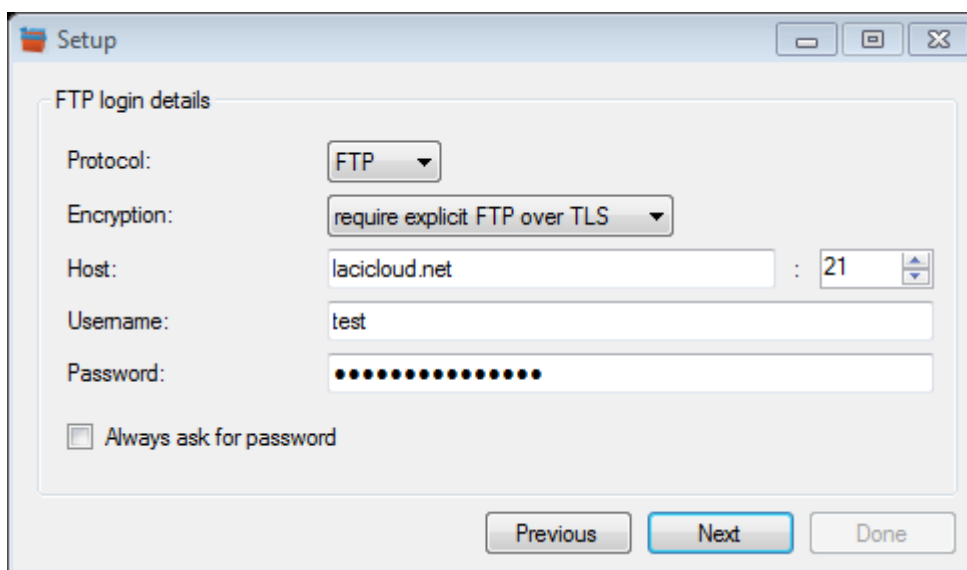 Setup
FTP login details
Protocol: FTP
Encryption: require explicit FTP over TLS
Host: lacicloud.net : 21
Username: test
Password: ●●●●●●●●●●●●●●●
Always ask for password
Previous Next Done